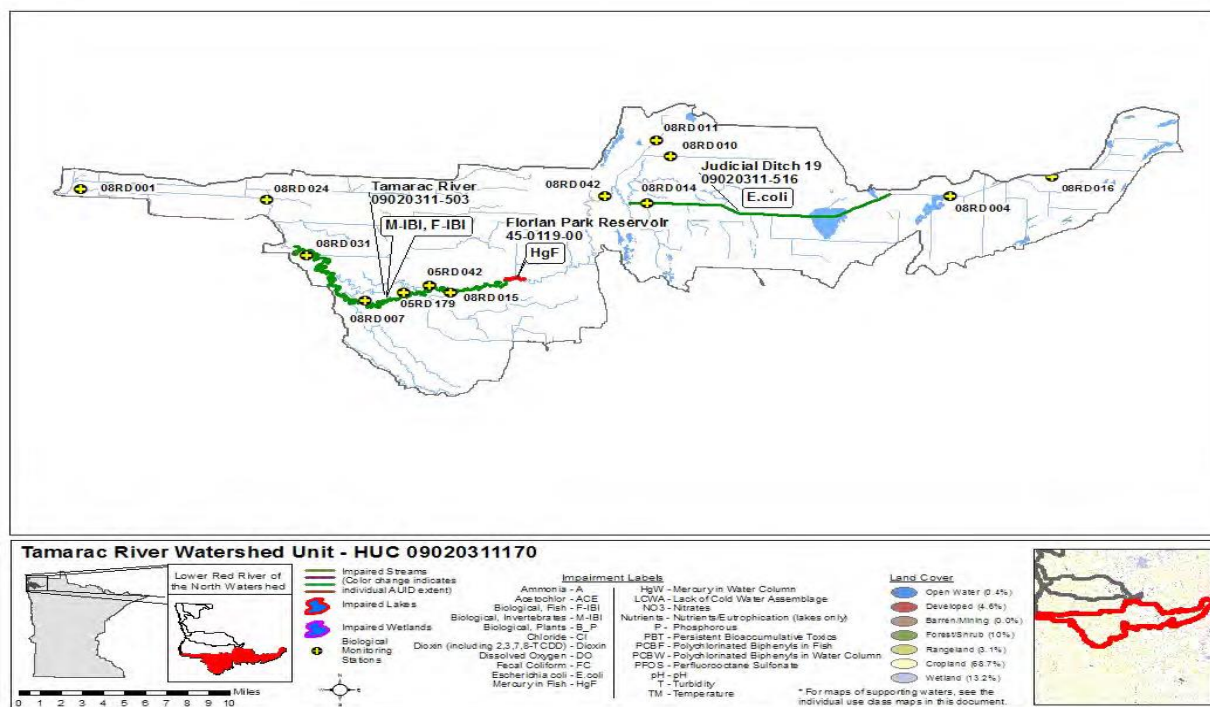 08RD011
08RD010
Judicial Ditch 19
09020311-516
E.coli
08RD001
08RD024
Tamarac River
09020311-503
08RD042
08RD014
08RD016
08RD004
M-IBI, F-IBI
Florian Park Reservoir
45-0119-00
HgF
08RD031
05RD042
05RD179
08RD015
08RD007
Tamarac River Watershed Unit - HUC 09020311170
Lower Red River of
the North Watershed
Impaired Streams
(Color change indicates
individual AUID extent)
Impaired Lakes
Impaired Wetlands
Biological
Monitoring
Stations
N
0 1 2 3 4 5 6 7 8 9 10 Miles
Impairment Labels
Ammonia - A
Acetochlor - ACE
Biological, Fish - F-IBI
Biological, Invertebrates - M-IBI
Biological, Plants - B_P
Chloride - Cl
Dioxin (including 2,3,7,8-TCDD) - Dioxin
Dissolved Oxygen - DO
Fecal Coliform - FC
Escherichia coli - E.coli
Mercury in Fish - HgF
HgW - Mercury in Water Column
LCWA - Lack of Cold Water Assemblage
NO3 - Nitrates
Nutrients - Nutrients/Eutrophication (lakes only)
P - Phosphorous
PBT - Persistent Bioaccumulative Toxics
PCBF - Polychlorinated Biphenyls in Fish
PCBW - Polychlorinated Biphenyls in Water Column
PFOS - Perfluorooctane Sulfonate
pH - pH
T - Turbidity
TM - Temperature
Land Cover
Open Water (0.4%)
Developed (4.6%)
Barren/Mining (0.0%)
Forest/Shrub (10%)
Rangeland (3.1%)
Cropland (68.7%)
Wetland (13.2%)
* For maps of supporting waters, see the
individual use class maps in this document.